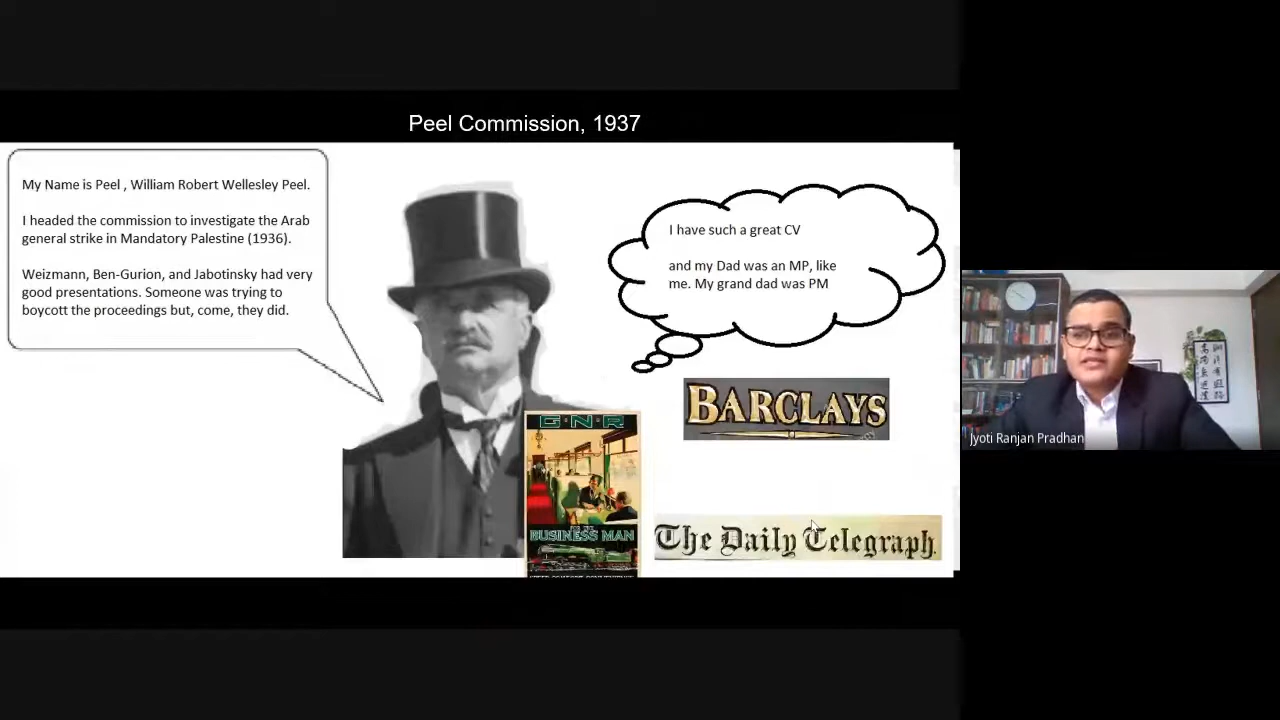 Peel Commission, 1937
My Name is Peel , William Robert Wellesley Peel.
I headed the commission to investigate the Arab
general strike in Mandatory Palestine (1936).
Weizmann, Ben-Gurion, and Jabotinsky had very
good presentations. Someone was trying to
boycott the proceedings but, come, they did.
I have such a great CV
and my Dad was an MP, like
me. My grand dad was PM
G·N·R
BUSINESS MAN
BARCLAYS
The Daily Telegraph.
Jyoti Ranjan Pradhan